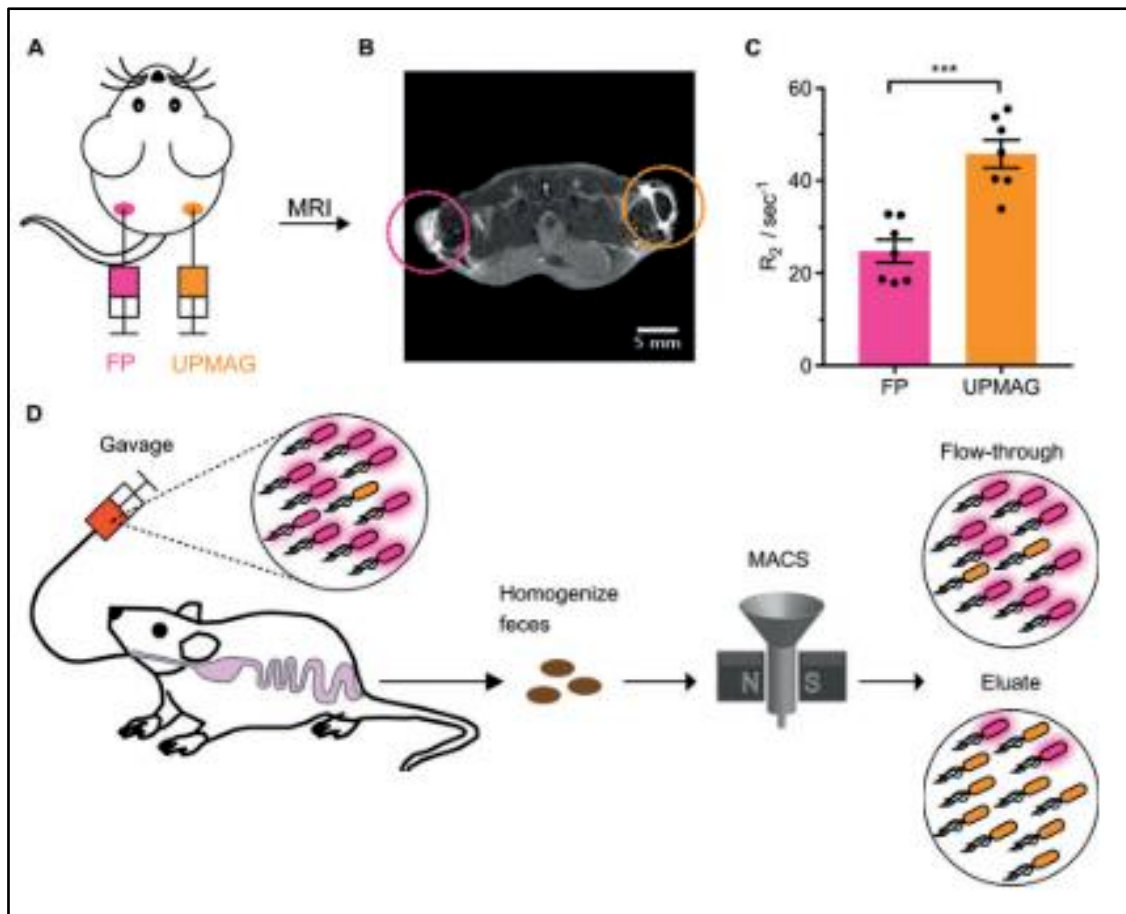 A
B
C
MRI
FP
UPMAG
5 mm
***
R2 / sec-1
60
40
20
0
FP
UPMAG
D
Gavage
Homogenize
feces
MACS
N S
Flow-through
Eluate